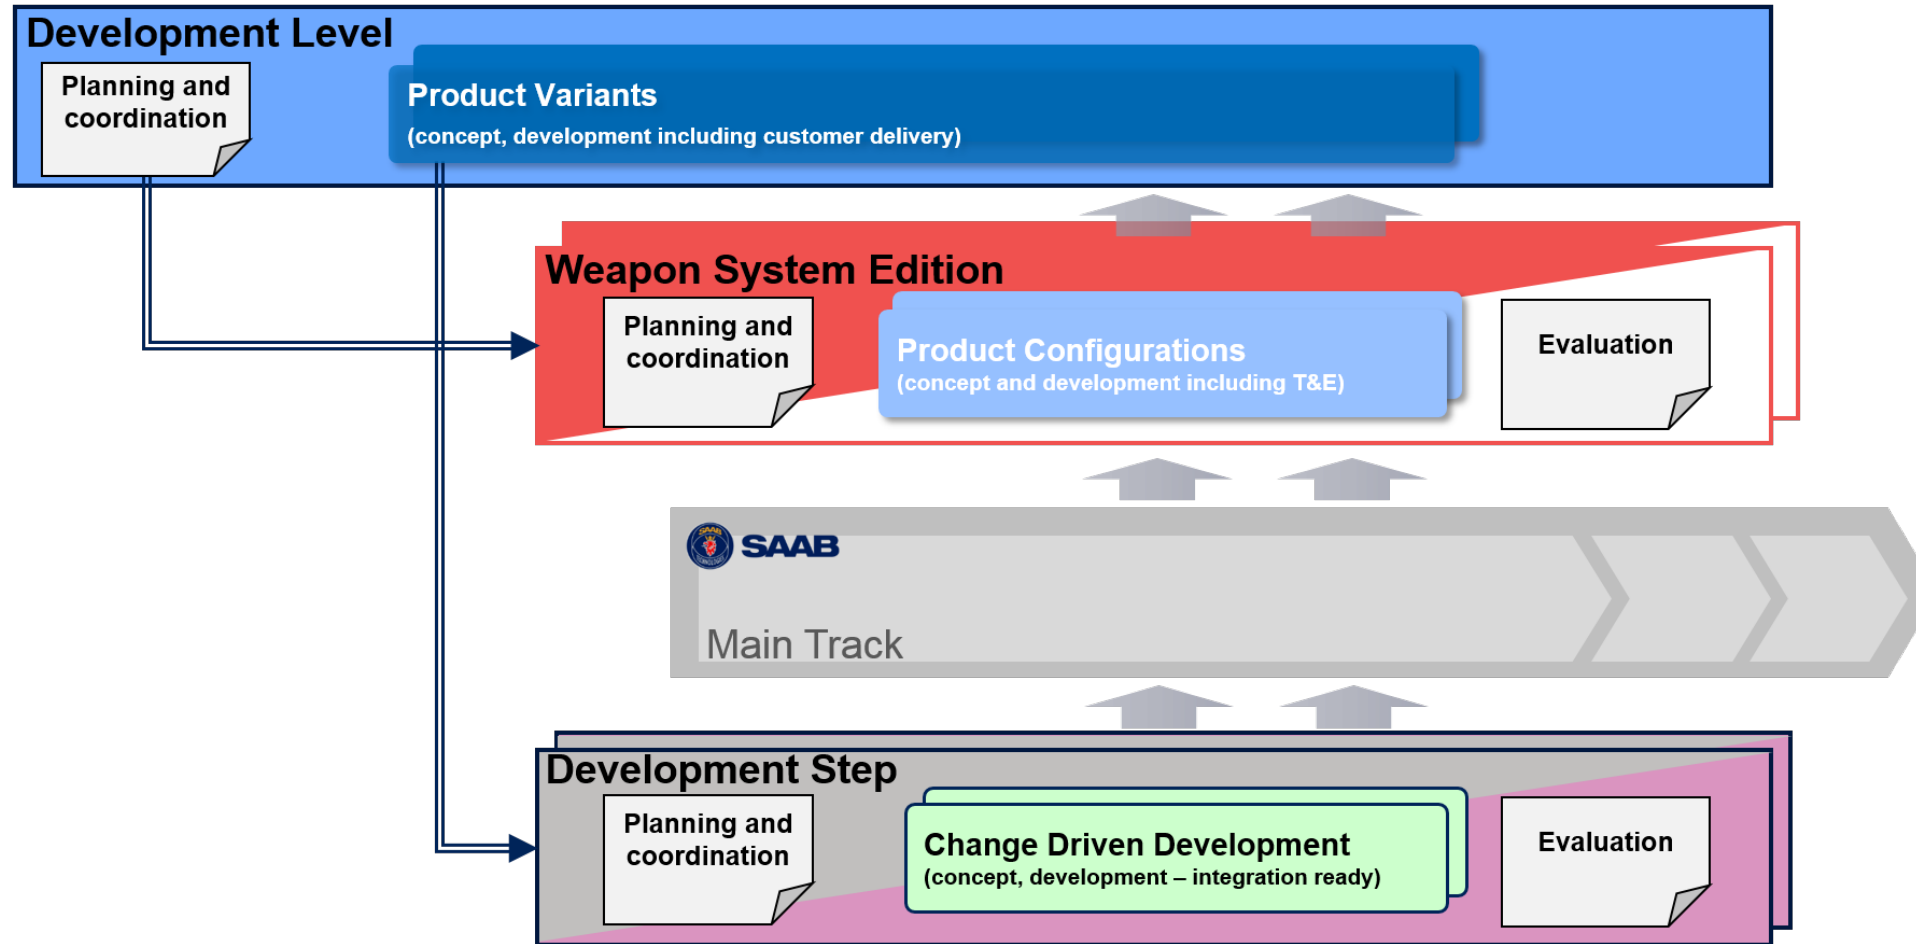 Development Level
Planning and
coordination
Product Variants
(concept, development including customer delivery)
Weapon System Edition
Planning and
coordination
Product Configurations
(concept and development including T&E)
Evaluation
SAAB
Main Track
Development Step
Planning and
coordination
Change Driven Development
(concept, development – integration ready)
Evaluation